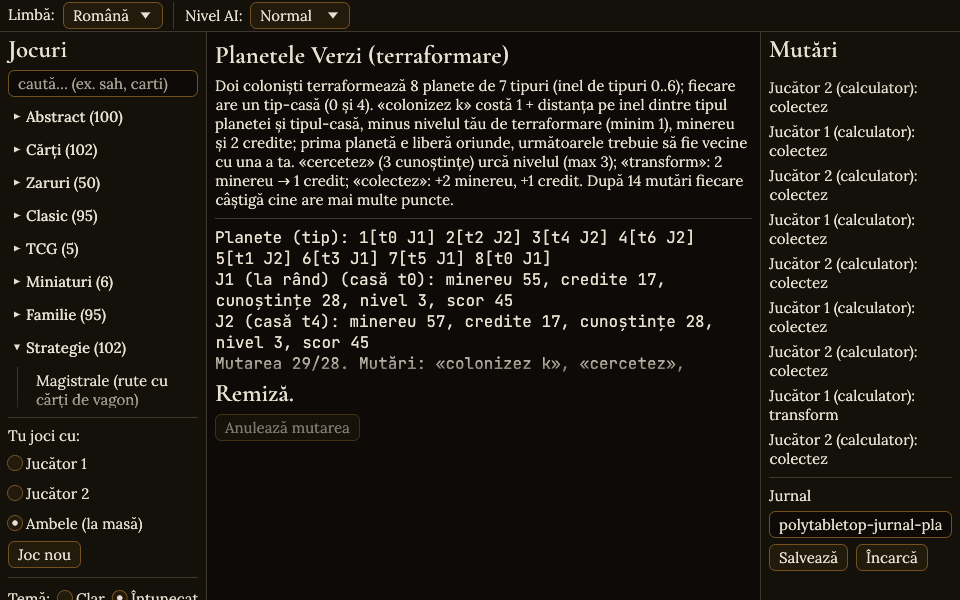 Limbă: Română ▼ Nivel AI: Normal ▼
Jocuri
caută... (ex. sah, carti)
▸ Abstract (100)
▸ Cărți (102)
▸ Zaruri (50)
▸ Clasic (95)
▸ TCG (5)
▸ Miniaturi (6)
▸ Familie (95)
▾ Strategie (102)
Magistrale (rute cu
cărți de vagon)
Tu joci cu:
Jucător 1
Jucător 2
Ambele (la masă)
Joc nou
Temă: Clar Întunecat
Planetele Verzi (terraformare)
Doi coloniști terraformează 8 planete de 7 tipuri (inel de tipuri 0..6); fiecare
are un tip-casă (0 și 4). «colonizez k» costă 1 + distanța pe inel dintre tipul
planetei și tipul-casă, minus nivelul tău de terraformare (minim 1), minereu
și 2 credite; prima planetă e liberă oriunde, următoarele trebuie să fie vecine
cu una a ta. «cercetez» (3 cunoștințe) urcă nivelul (max 3); «transform»: 2
minereu → 1 credit; «colectez»: +2 minereu, +1 credit. După 14 mutări fiecare
câștigă cine are mai multe puncte.
Planete (tip): 1[t0 J1] 2[t2 J2] 3[t4 J2] 4[t6 J2]
5[t1 J2] 6[t3 J1] 7[t5 J1] 8[t0 J1]
J1 (la rând) (casă t0): minereu 55, credite 17,
cunoștințe 28, nivel 3, scor 45
J2 (casă t4): minereu 57, credite 17, cunoștințe 28,
nivel 3, scor 45
Mutarea 29/28. Mutări: «colonizez k», «cercetez»,
Remiză.
Anulează mutarea
Mutări
Jucător 2 (calculator):
colectez
Jucător 1 (calculator):
colectez
Jucător 2 (calculator):
colectez
Jucător 1 (calculator):
colectez
Jucător 2 (calculator):
colectez
Jucător 1 (calculator):
colectez
Jucător 2 (calculator):
colectez
Jucător 1 (calculator):
transform
Jucător 2 (calculator):
colectez
Jurnal
polytabletop-jurnal-pla
Salvează Încarcă